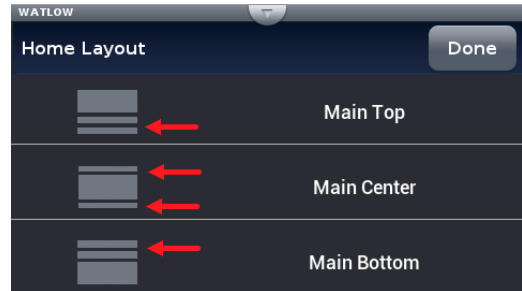 WATLOW
Home Layout
Done
Main Top
Main Center
Main Bottom